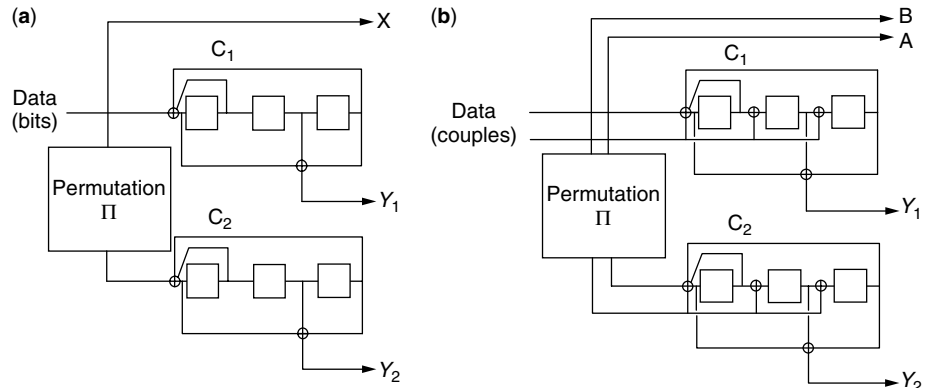 (a)
X
C1
Data
(bits)
Permutation
Π
Y1
C2
Y2
(b)
B
A
C1
Data
(couples)
Permutation
Π
Y1
C2
Y2